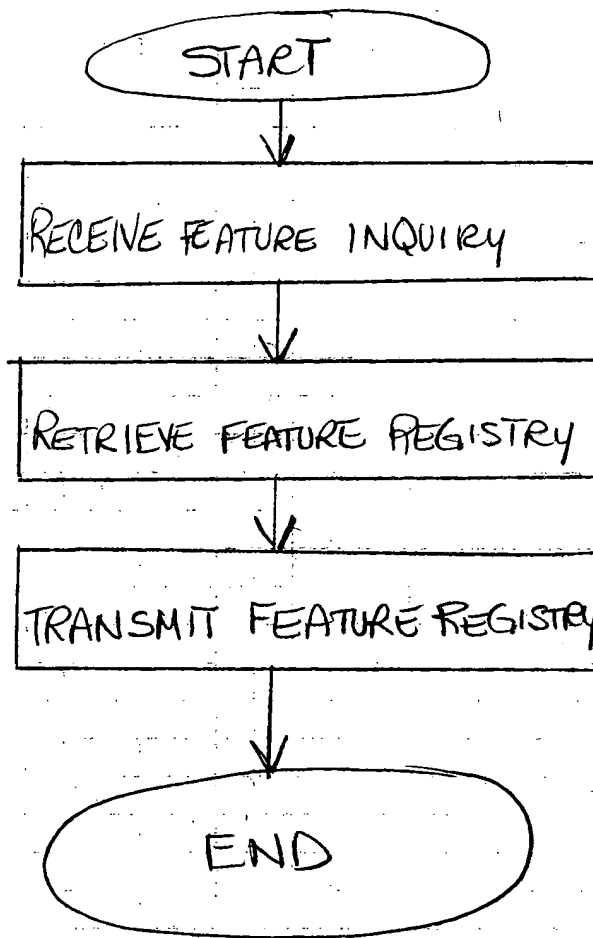 START
RECEIVE FEATURE INQUIRY
RETRIEVE FEATURE REGISTRY
TRANSMIT FEATURE REGISTRY
END